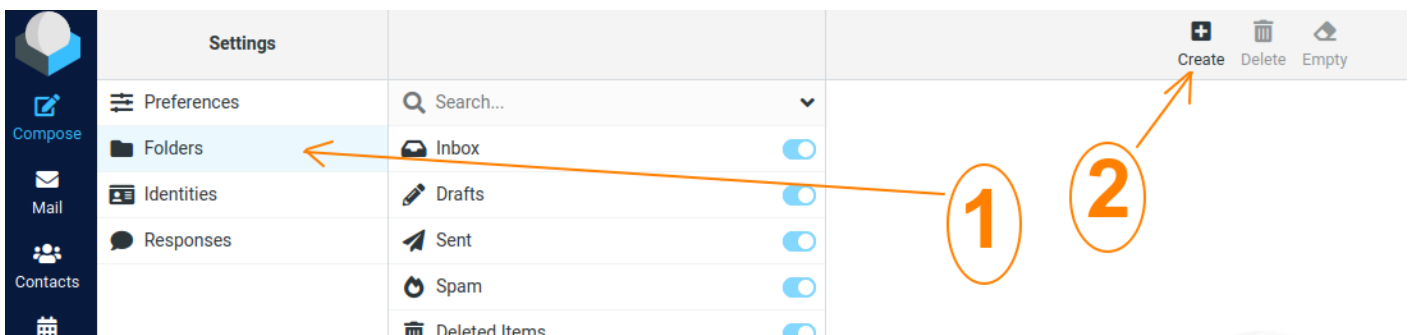 Settings
Create Delete Empty
Compose
Mail
Contacts
Preferences
Folders
Identities
Responses
Search...
Inbox
Drafts
Sent
Spam
Deleted Items
1
2